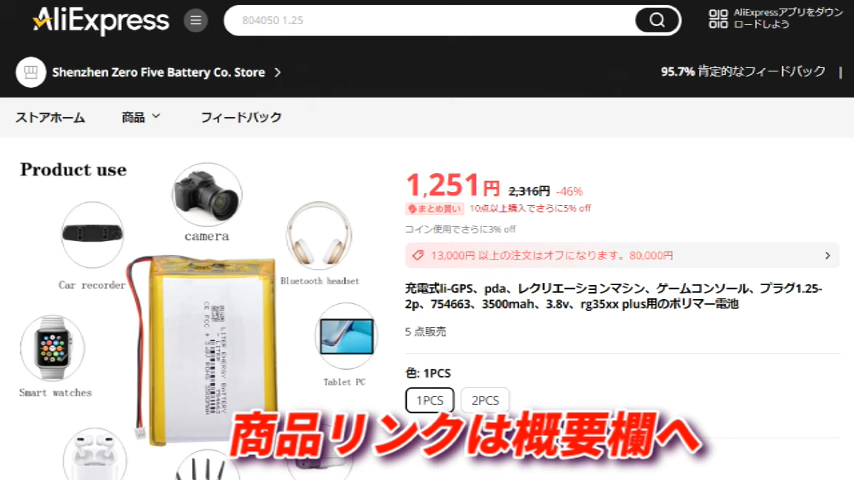 AliExpress
804050 1.25
AliExpressアプリをダウン
ロードしよう
Shenzhen Zero Five Battery Co. Store
95.7% 肯定的なフィードバック
ストアホーム 商品 フィードバック
Product use
camera
Car recorder
Bluetooth headset
Smart watches
Tablet PC
1,251円 2,316円 -46%
まとめ買い 10点以上購入でさらに5% off
コイン使用でさらに3% off
13,000円 以上の注文はオフになります。80,000円
充電式li-GPS、pda、レクリエーションマシン、ゲームコンソール、プラグ1.25-
2p、754663、3500mah、3.8v、rg35xx plus用のポリマー電池
5 点販売
色: 1PCS
1PCS 2PCS
商品リンクは概要欄へ